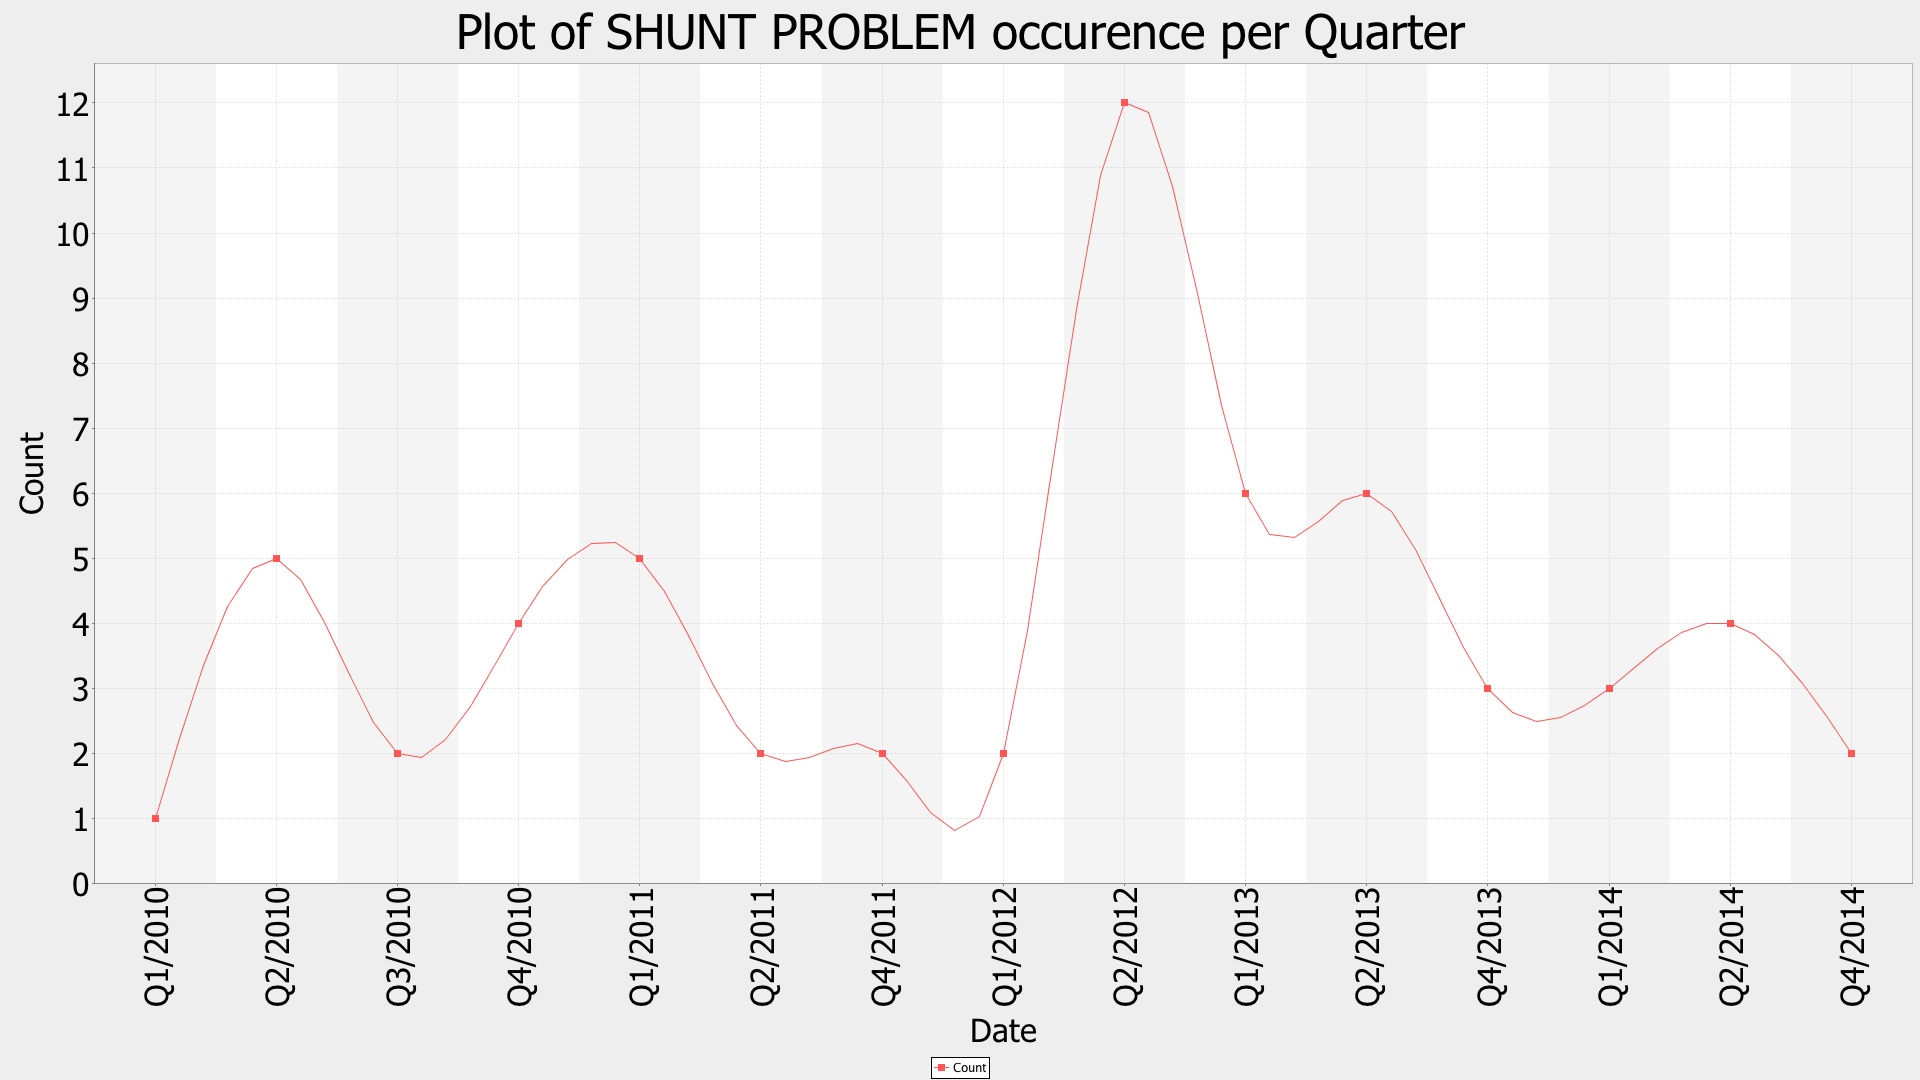 Plot of SHUNT PROBLEM occurence per Quarter
Count
12
11
10
9
8
7
6
5
4
3
2
1
0
Q1/2010
Q2/2010
Q3/2010
Q4/2010
Q1/2011
Q2/2011
Q4/2011
Q1/2012
Q2/2012
Q1/2013
Q2/2013
Q4/2013
Q1/2014
Q2/2014
Q4/2014
Date
Count